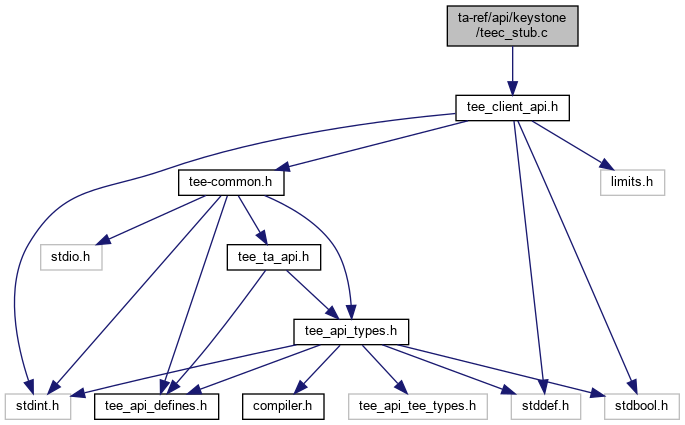 ta-ref/api/keystone
/teec_stub.c
tee_client_api.h
tee-common.h
limits.h
stdio.h
tee_ta_api.h
tee_api_types.h
stdint.h
tee_api_defines.h
compiler.h
tee_api_tee_types.h
stddef.h
stdbool.h